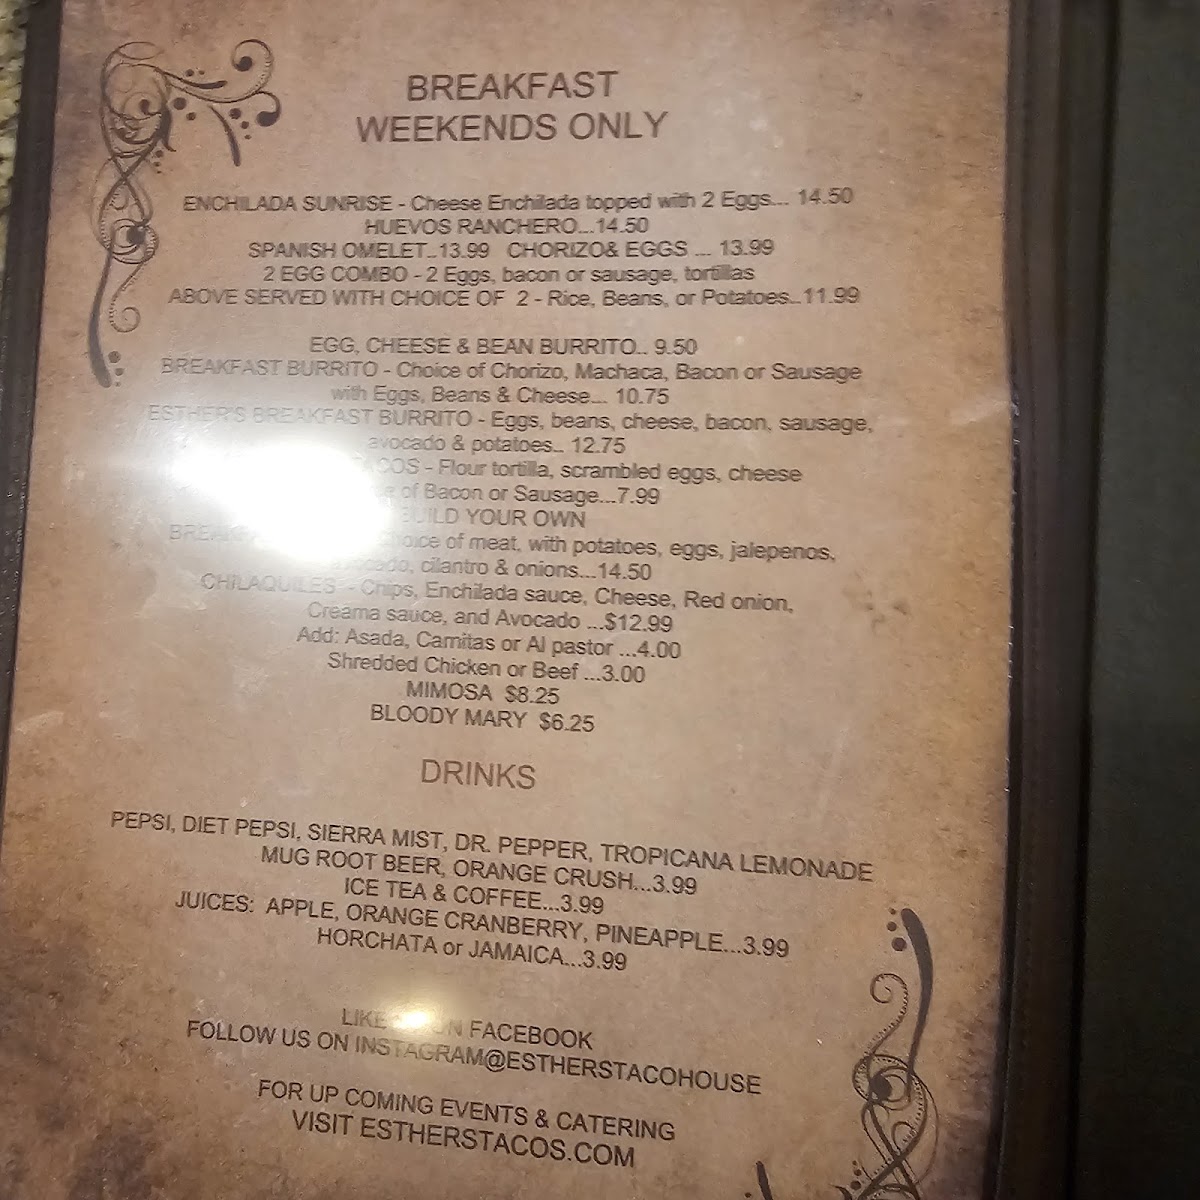 BREAKFAST
WEEKENDS ONLY
ENCHILADA SUNRISE - Cheese Enchilada topped with 2 Eggs... 14.50
HUEVOS RANCHERO...14.50
SPANISH OMELET..13.99 CHORIZO& EGGS ... 13.99
2 EGG COMBO - 2 Eggs, bacon or sausage, tortillas
ABOVE SERVED WITH CHOICE OF 2 - Rice, Beans, or Potatoes...11.99
EGG, CHEESE & BEAN BURRITO.. 9.50
BREAKFAST BURRITO - Choice of Chorizo, Machaca, Bacon or Sausage
with Eggs, Beans & Cheese... 10.75
ESTHER'S BREAKFAST BURRITO - Eggs, beans, cheese, bacon, sausage,
avocado & potatoes... 12.75
TACOS - Flour tortilla, scrambled eggs, cheese
of Bacon or Sausage...7.99
BUILD YOUR OWN
choice of meat, with potatoes, eggs, jalepenos,
avocado, cilantro & onions...14.50
CHILAQUILES - Chips, Enchilada sauce, Cheese, Red onion,
Creama sauce, and Avocado ...$12.99
Add: Asada, Carnitas or Al pastor ...4.00
Shredded Chicken or Beef ...3.00
MIMOSA $8.25
BLOODY MARY $6.25
DRINKS
PEPSI, DIET PEPSI, SIERRA MIST, DR. PEPPER, TROPICANA LEMONADE
MUG ROOT BEER, ORANGE CRUSH...3.99
ICE TEA & COFFEE...3.99
JUICES: APPLE, ORANGE CRANBERRY, PINEAPPLE...3.99
HORCHATA or JAMAICA...3.99
LIKE ON FACEBOOK
FOLLOW US ON INSTAGRAM@ESTHERSTACOHOUSE
FOR UP COMING EVENTS & CATERING
VISIT ESTHERSTACOS.COM